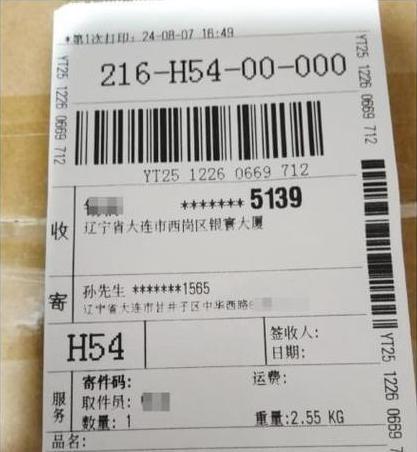 *第1次打印: 24-08-07 16:49
216-H54-00-000
YT25 1226 0669 712
YT25 1226 0669 712
YT25 1226 0669 712
收
*******5139
辽宁省大连市西岗区银寰大厦
寄
孙先生 *******1565
辽宁省大连市甘井子区中华西路
H54
签收人:
日期:
服务
寄件码:
取件员:
数量: 1
运费:
重量:2.55 KG
YT25 1226 0669 712
品名: